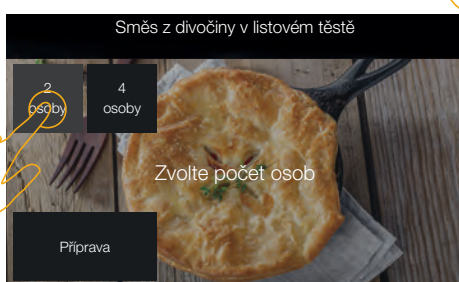 Směs z divočiny v listovém těstě
2
osoby
4
osoby
Zvolte počet osob
Příprava